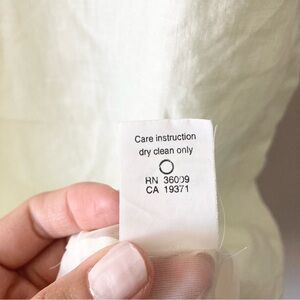 Care instruction
dry clean only
RN 36009
CA 19371